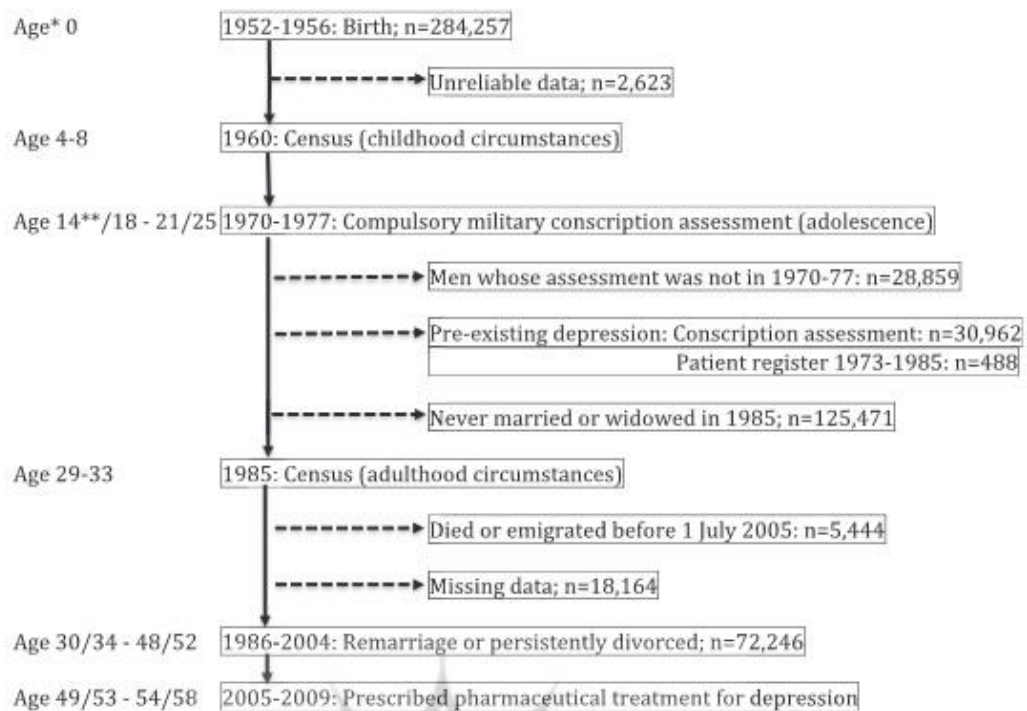 Age* 0 1952-1956: Birth; n=284,257
Unreliable data; n=2,623
Age 4-8 1960: Census (childhood circumstances)
Age 14**/18 - 21/25 1970-1977: Compulsory military conscription assessment (adolescence)
Men whose assessment was not in 1970-77: n=28,859
Pre-existing depression: Conscription assessment: n=30,962
Patient register 1973-1985: n=488
Never married or widowed in 1985; n=125,471
Age 29-33 1985: Census (adulthood circumstances)
Died or emigrated before 1 July 2005: n=5,444
Missing data; n=18,164
Age 30/34 - 48/52 1986-2004: Remarriage or persistently divorced; n=72,246
Age 49/53 - 54/58 2005-2009: Prescribed pharmaceutical treatment for depression